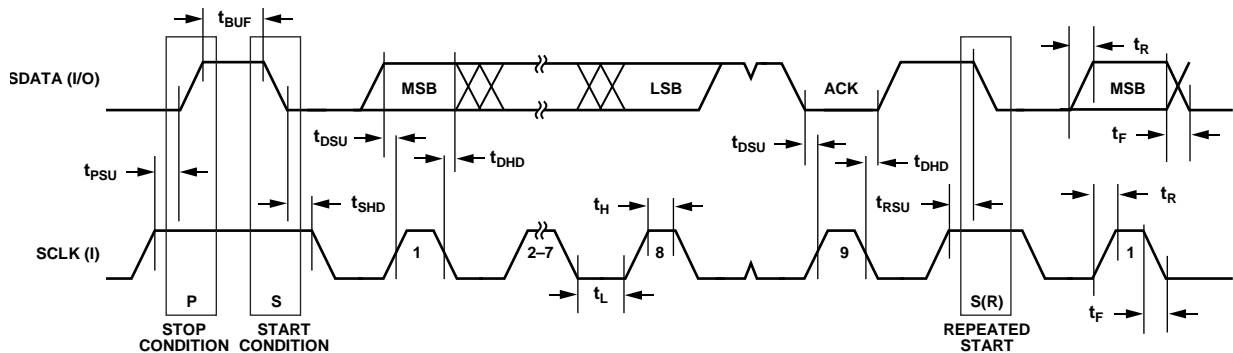 tBUF
SDATA (I/O)
MSB
LSB
ACK
tR
MSB
tF
tDSU
tDHD
tDSU
tDHD
tPSU
tSHD
tH
tRSU
tR
SCLK (I)
1
2–7
8
9
1
tL
tF
P
S
S(R)
STOP CONDITION
START CONDITION
REPEATED START